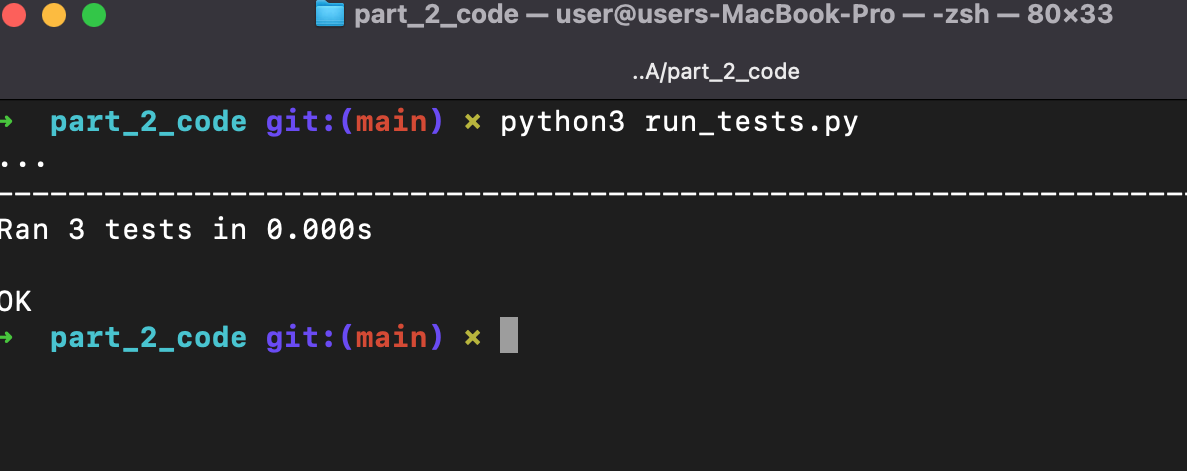 part_2_code — user@users-MacBook-Pro — -zsh — 80×33
..A/part_2_code
➜ part_2_code git:(main) × python3 run_tests.py
...
----------------------------------------------------------------------
Ran 3 tests in 0.000s
OK
➜ part_2_code git:(main) ×